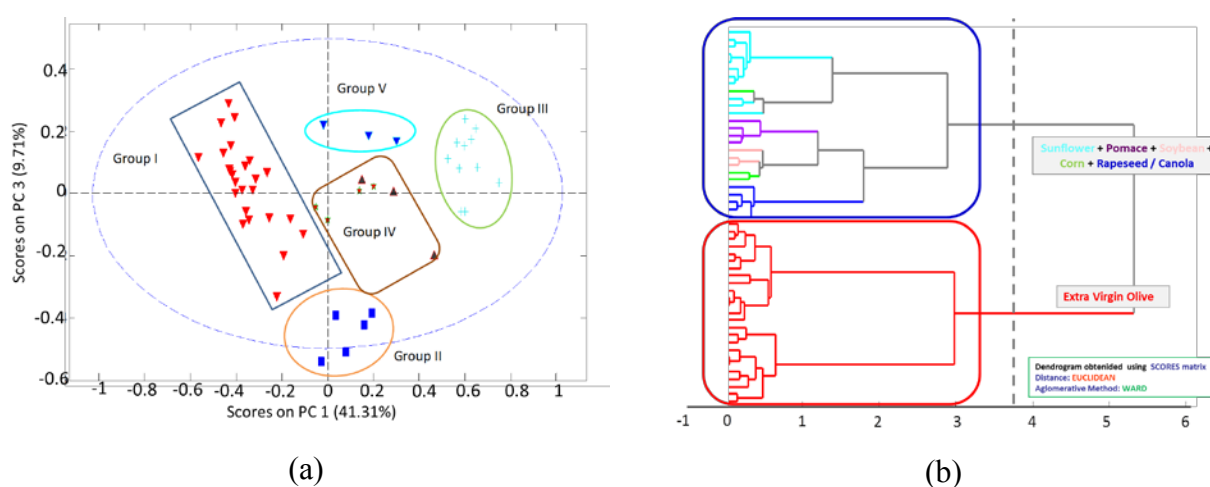 0.4
0.2
0
-0.2
-0.4
-0.6
Scores on PC 3 (9.71%)
Group I
Group V
Group III
Group IV
Group II
-1 -0.8 -0.6 -0.4 -0.2 0 0.2 0.4 0.6 0.8 1
Scores on PC 1 (41.31%)
(a)
Sunflower + Pomace + Soybean +
Corn + Rapeseed / Canola
Extra Virgin Olive
Dendrogram obtenided using SCORES matrix
Distance: EUCLIDEAN
Aglomerative Method: WARD
-1 0 1 2 3 4 5 6
(b)